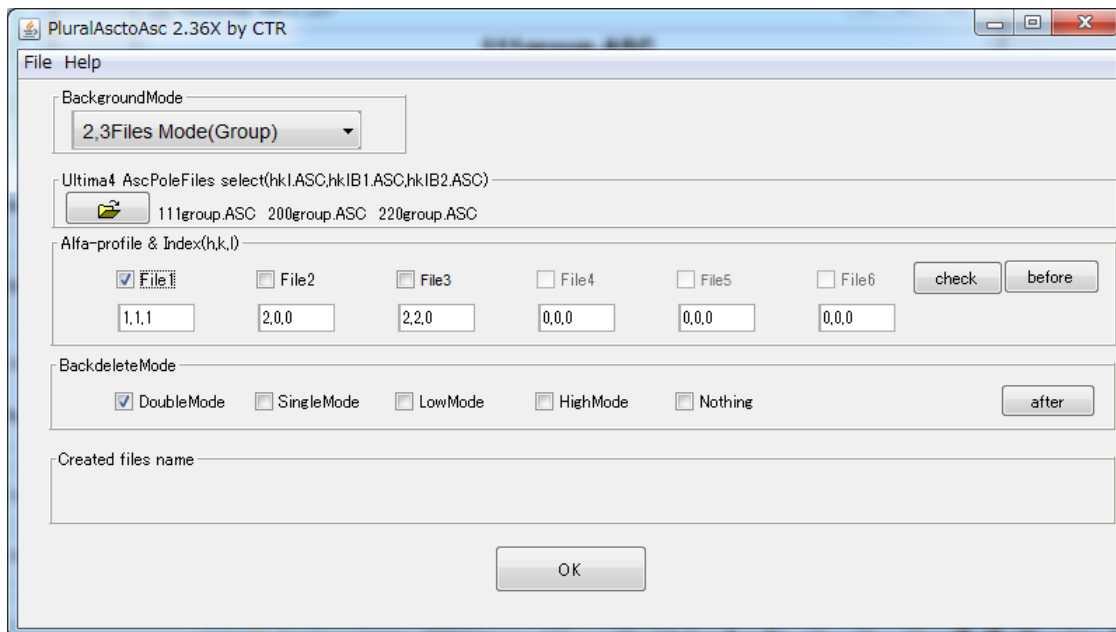 PluralAsctoAsc 2.36X by CTR
111group.ASC
File Help
BackgroundMode
2,3Files Mode(Group)
Ultima4 AscPoleFiles select(hkl.ASC,hklB1.ASC,hklB2.ASC)
111group.ASC 200group.ASC 220group.ASC
Alfa-profile & Index(h,k,l)
File1 File2 File3 File4 File5 File6 check before
1,1,1 2,0,0 2,2,0 0,0,0 0,0,0 0,0,0
BackdeleteMode
DoubleMode SingleMode LowMode HighMode Nothing after
Created files name
OK